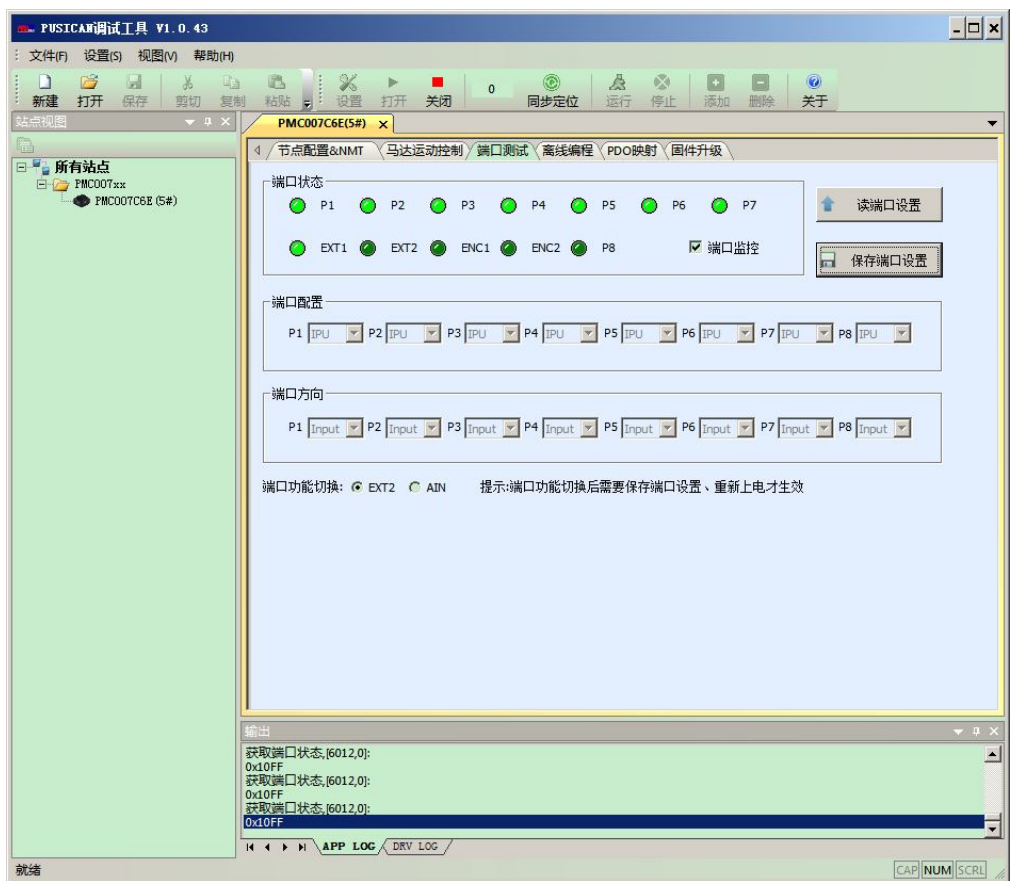 PUSICAN调试工具 V1.0.43
文件(F) 设置(S) 视图(V) 帮助(H)
新建 打开 保存 剪切 复制 粘贴 设置 打开 关闭 0 同步定位 运行 停止 添加 删除 关于
站点视图
PMC007C6E(5#)
所有站点
PMC007xx
PMC007C6E (5#)
节点配置&NMT 马达运动控制 端口测试 离线编程 PDO映射 固件升级
端口状态
P1 P2 P3 P4 P5 P6 P7
读端口设置
EXT1 EXT2 ENC1 ENC2 P8 端口监控
保存端口设置
端口配置
P1 IPU P2 IPU P3 IPU P4 IPU P5 IPU P6 IPU P7 IPU P8 IPU
端口方向
P1 Input P2 Input P3 Input P4 Input P5 Input P6 Input P7 Input P8 Input
端口功能切换: EXT2 AIN 提示:端口功能切换后需要保存端口设置、重新上电才生效
输出
获取端口状态,[6012,0]:
0x10FF
获取端口状态,[6012,0]:
0x10FF
获取端口状态,[6012,0]:
0x10FF
APP LOG DRV LOG
就绪
CAP NUM SCRL